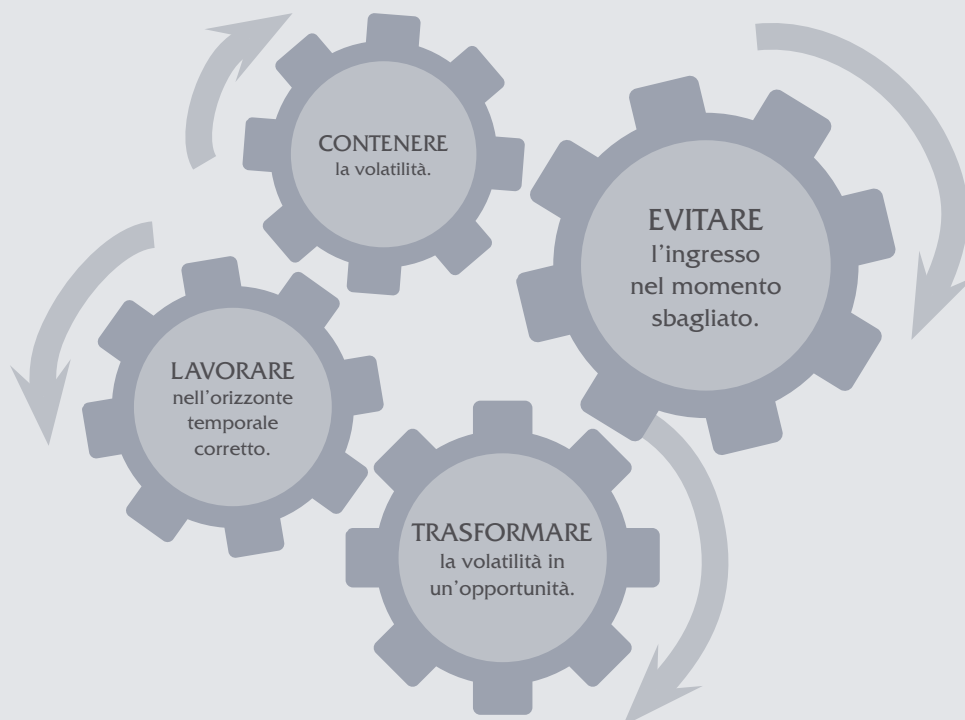 CONTENERE
la volatilità.
EVITARE
l'ingresso
nel momento
sbagliato.
LAVORARE
nell'orizzonte
temporale
corretto.
TRASFORMARE
la volatilità in
un'opportunità.